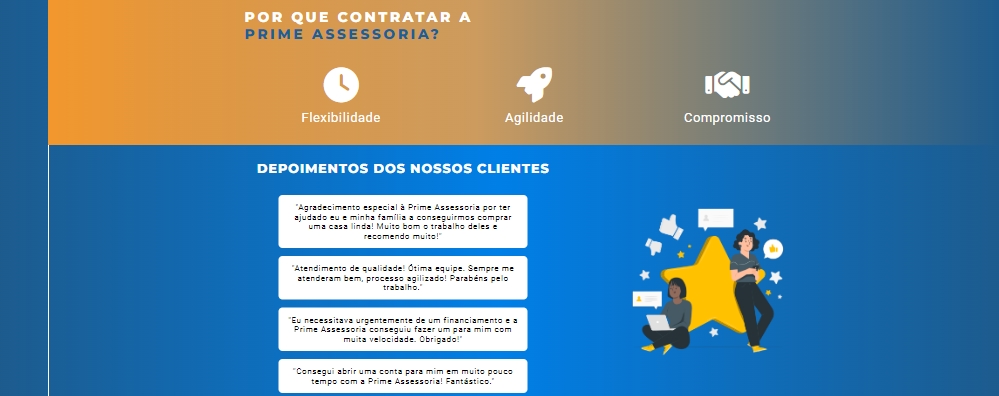 POR QUE CONTRATAR A
PRIME ASSESSORIA?
Flexibilidade
Agilidade
Compromisso
DEPOIMENTOS DOS NOSSOS CLIENTES
"Agradecimento especial à Prime Assessoria por ter
ajudado eu e minha família a conseguirmos comprar
uma casa linda! Muito bom o trabalho deles e
recomendo muito!"
"Atendimento de qualidade! Ótima equipe. Sempre me
atenderam bem, processo agilizado! Parabéns pelo
trabalho."
"Eu necessitava urgentemente de um financiamento e a
Prime Assessoria conseguiu fazer um para mim com
muita velocidade. Obrigado!"
"Consegui abrir uma conta para mim em muito pouco
tempo com a Prime Assessoria! Fantástico."